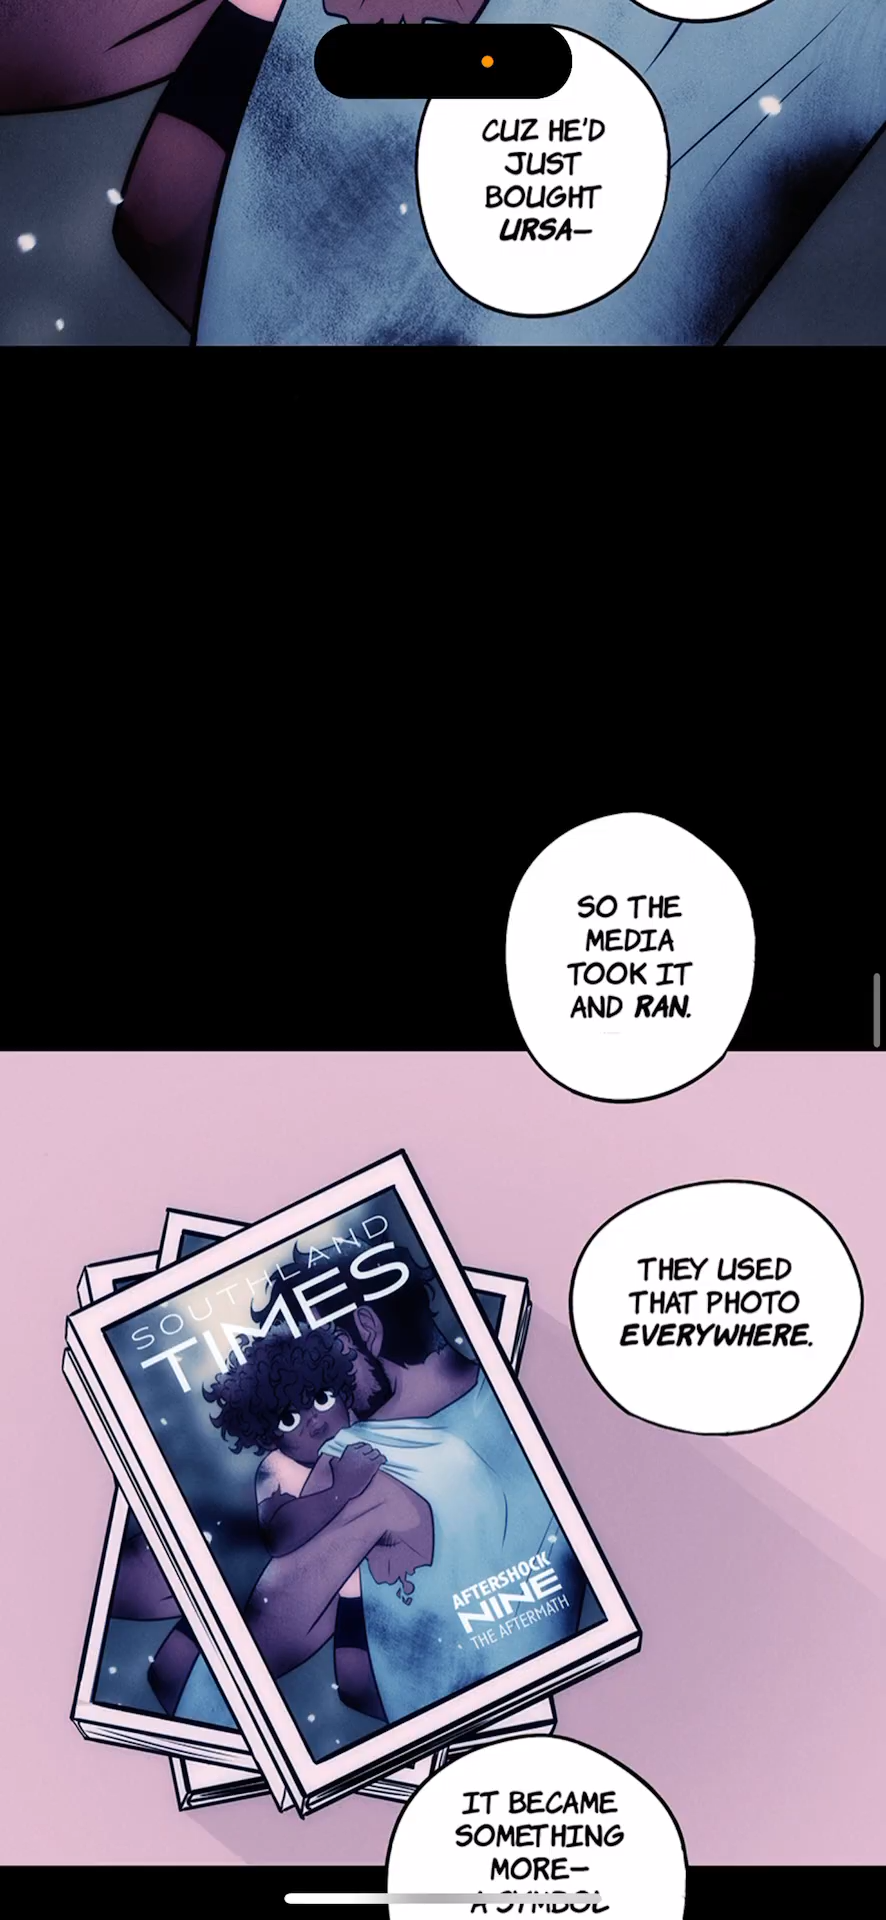 CUZ HE'D
JUST
BOUGHT
URSA—
SO THE
MEDIA
TOOK IT
AND RAN.
SOUTHLAND
TIMES
THEY USED
THAT PHOTO
EVERYWHERE.
AFTERSHOCK
NINE
THE AFTERMATH
IT BECAME
SOMETHING
MORE—
A SYMBOL